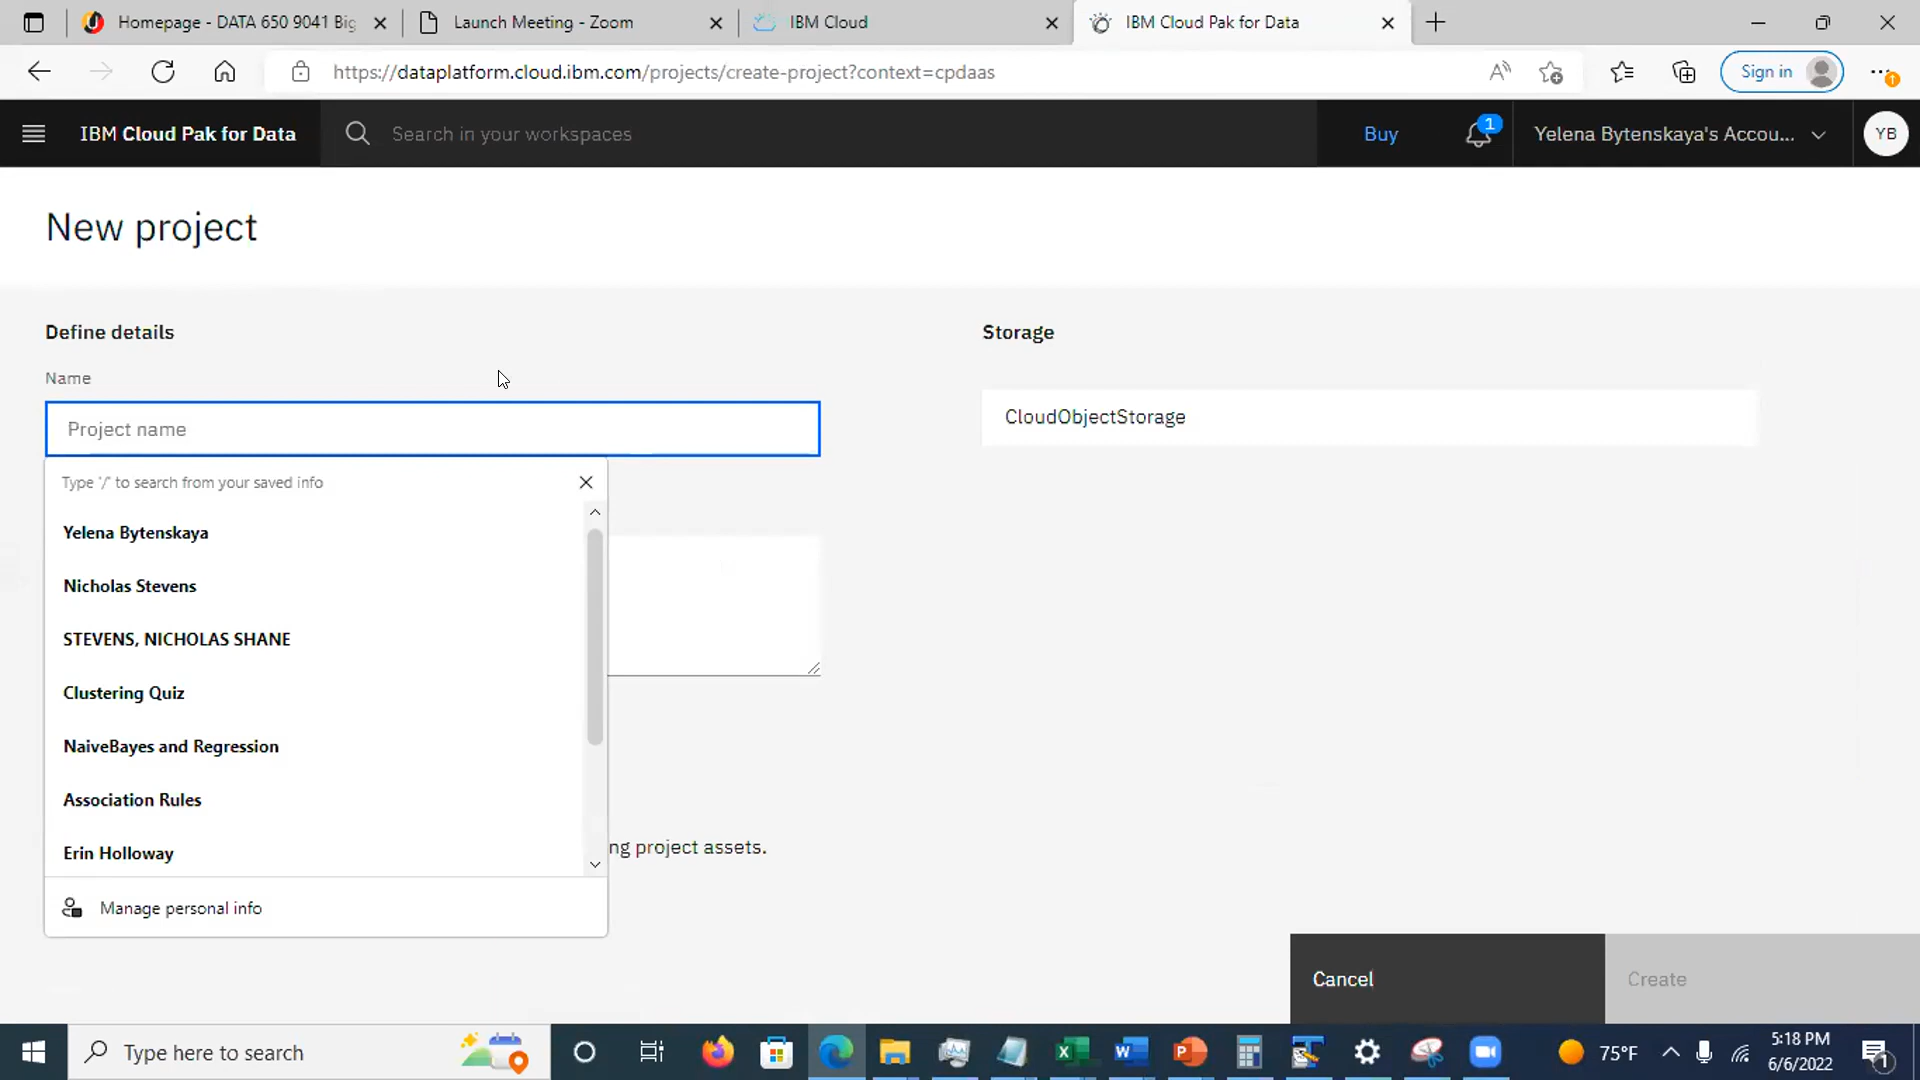 Homepage - DATA 650 9041 Big
Launch Meeting - Zoom
IBM Cloud
IBM Cloud Pak for Data
https://dataplatform.cloud.ibm.com/projects/create-project?context=cpdaas
Sign in
IBM Cloud Pak for Data
Search in your workspaces
Buy
1
Yelena Bytenskaya's Accou...
YB
New project
Define details
Storage
Name
Project name
CloudObjectStorage
Type '/' to search from your saved info
Yelena Bytenskaya
Nicholas Stevens
STEVENS, NICHOLAS SHANE
Clustering Quiz
NaiveBayes and Regression
Association Rules
Erin Holloway
ng project assets.
Manage personal info
Cancel
Create
Type here to search
75°F
5:18 PM
6/6/2022
1